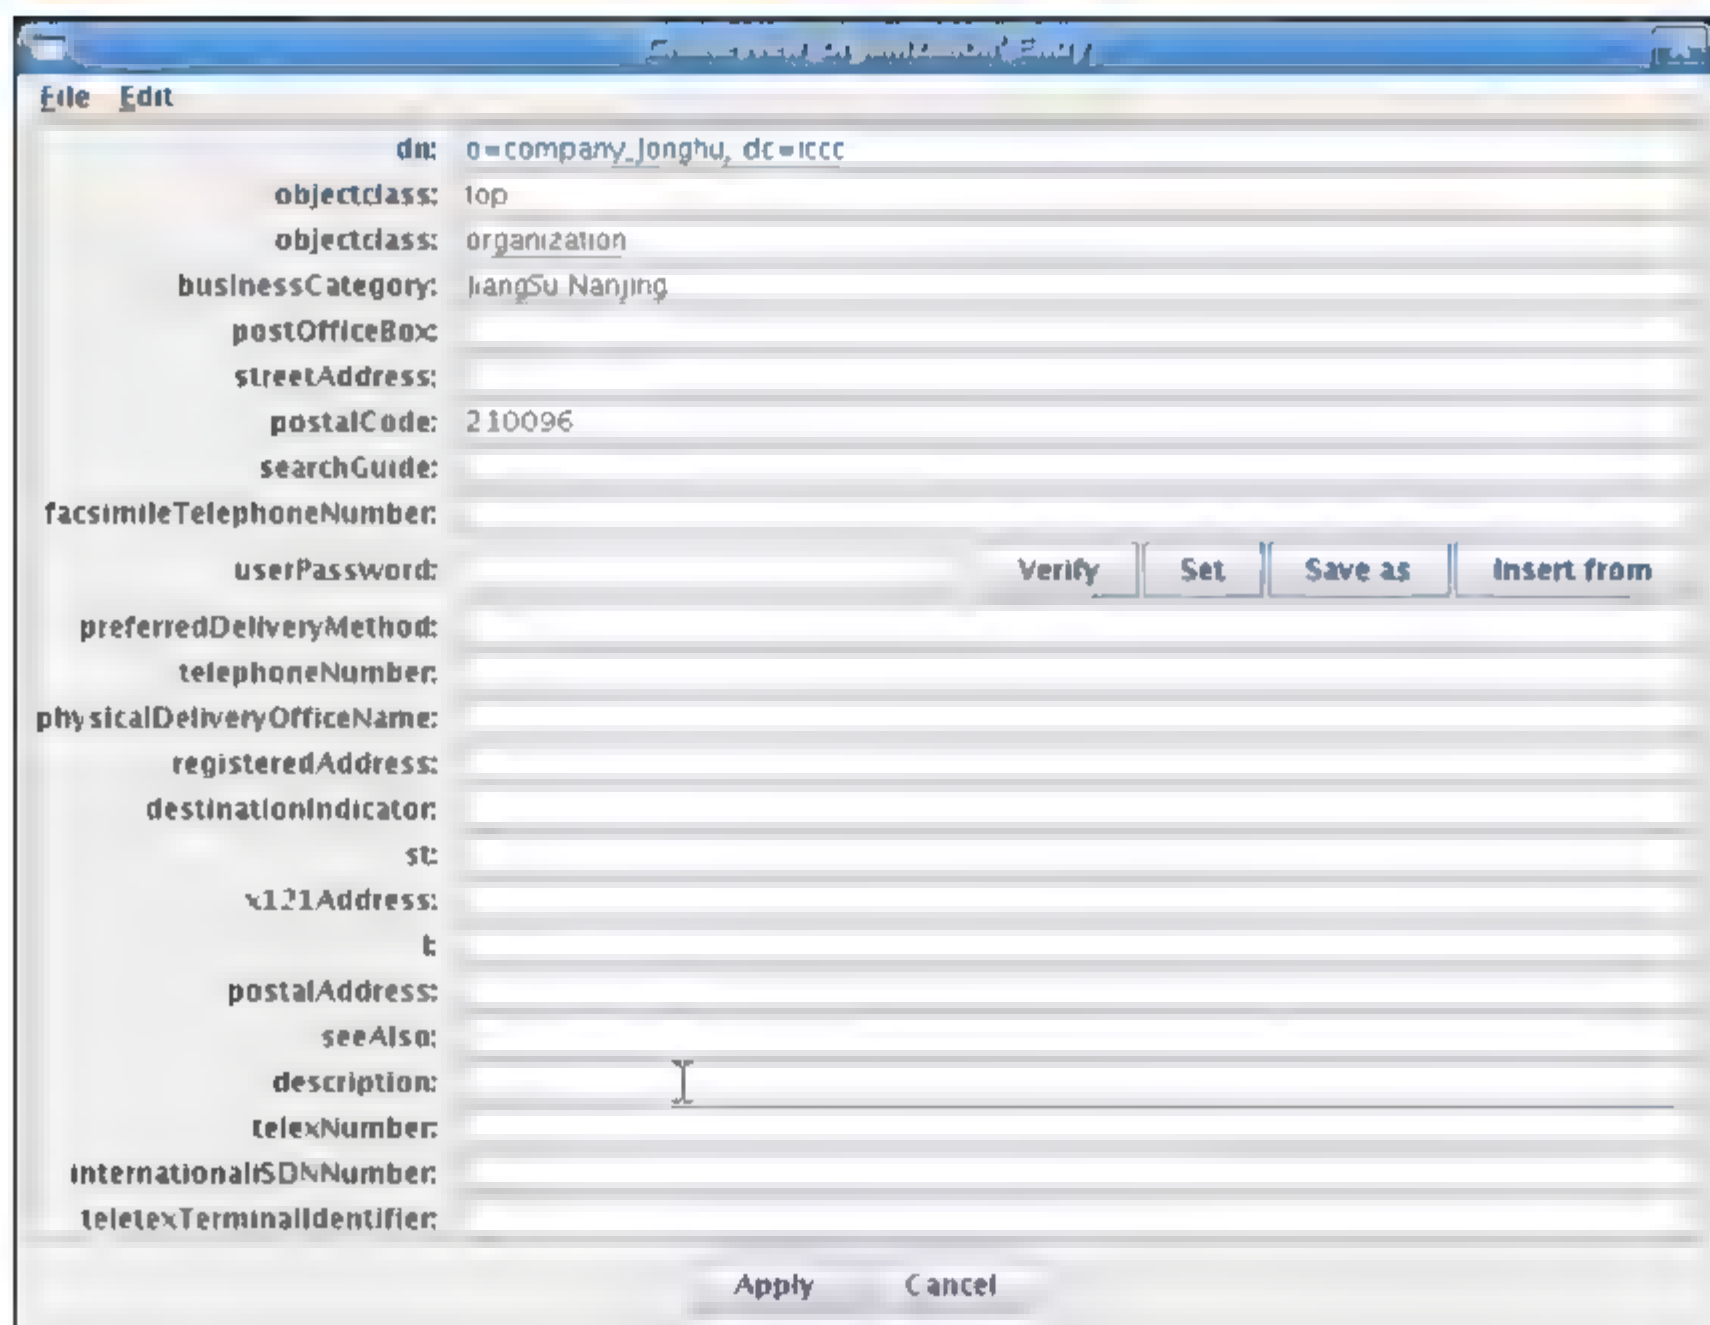 File Edit
dn: o=company_Jonghu, dc=iccc
objectclass: top
objectclass: organization
businessCategory: JiangSu Nanjing
postOfficeBox:
streetAddress:
postalCode: 210096
searchGuide:
facsimileTelephoneNumber:
userPassword: Verify Set Save as Insert from
preferredDeliveryMethod:
telephoneNumber:
physicalDeliveryOfficeName:
registeredAddress:
destinationIndicator:
st:
x121Address:
l:
postalAddress:
seeAlso:
description:
telexNumber:
internationaliSDNNumber:
teletexTerminalIdentifier:
Apply Cancel